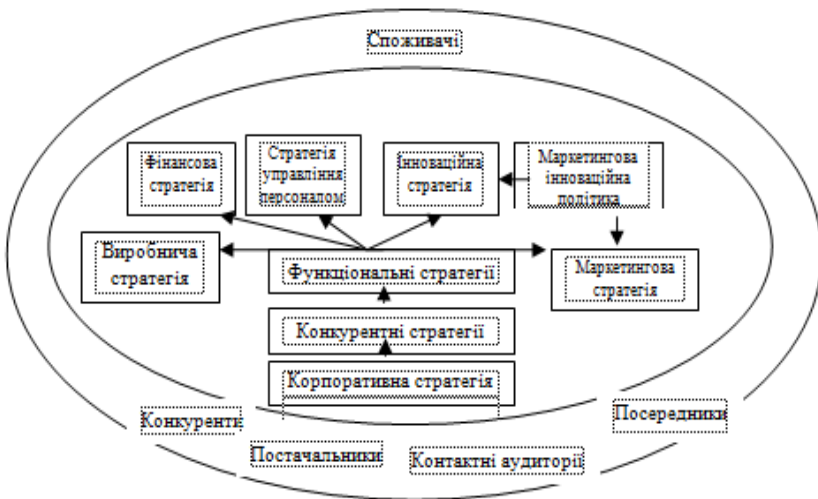 Споживачі
Фінансова
стратегія
Стратегія
управління
персоналом
Інноваційна
стратегія
Маркетингова
інноваційна
політика
Виробнича
стратегія
Функціональні стратегії
Маркетингова
стратегія
Конкурентні стратегії
Корпоративна стратегія
Конкуренти
Посередники
Постачальники
Контактні аудиторії